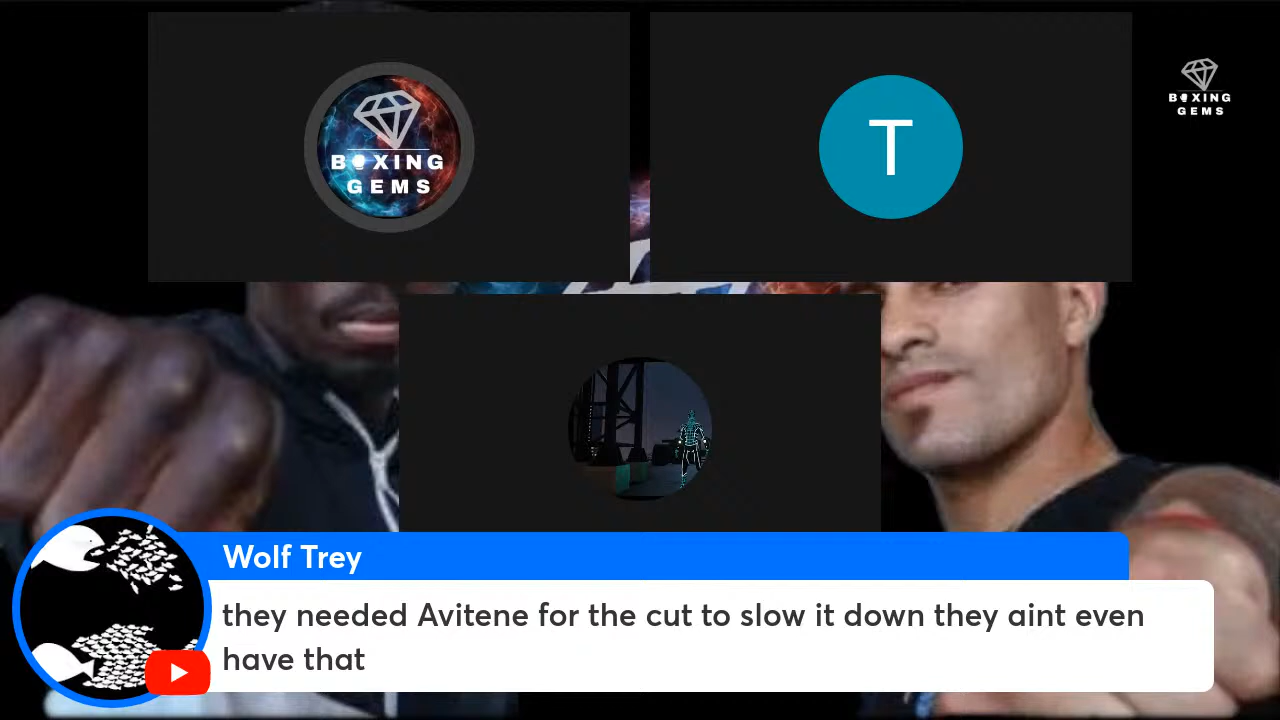 BOXING
GEMS
T
BOXING
GEMS
Wolf Trey
they needed Avitene for the cut to slow it down they aint even
have that